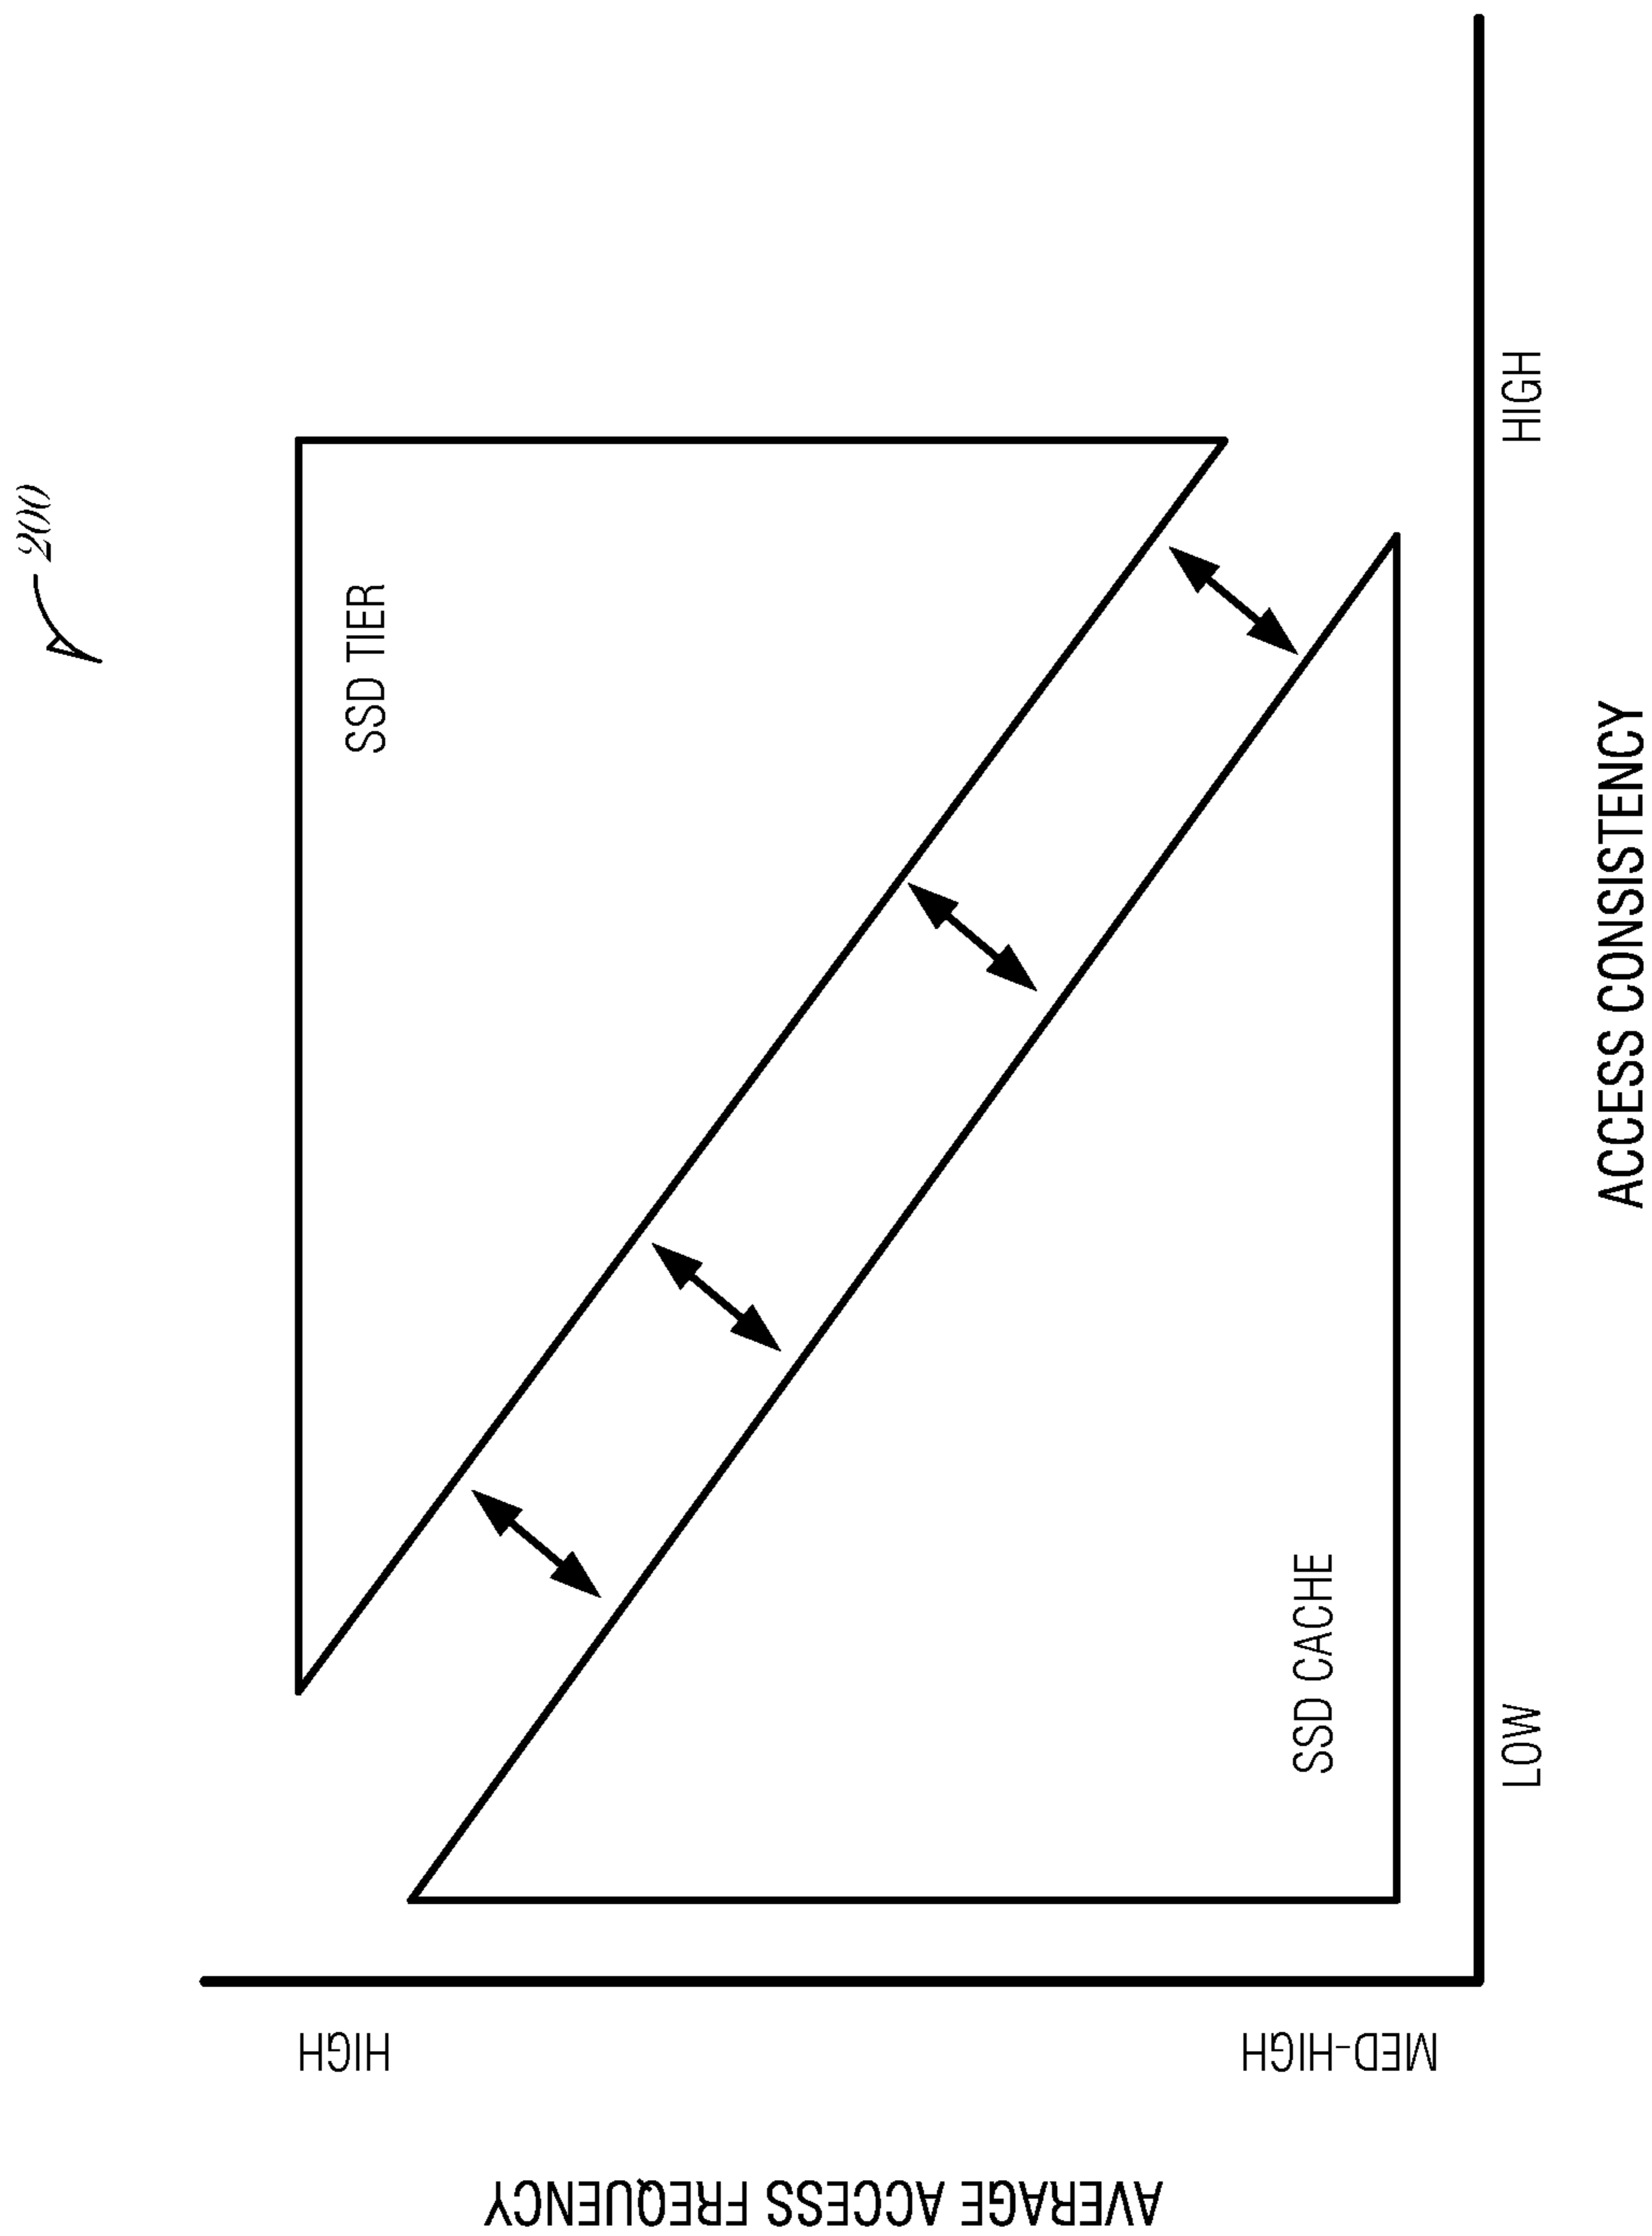 200
HIGH
AVERAGE ACCESS FREQUENCY
MED-HIGH
SSD TIER
SSD CACHE
LOW
HIGH
ACCESS CONSISTENCY